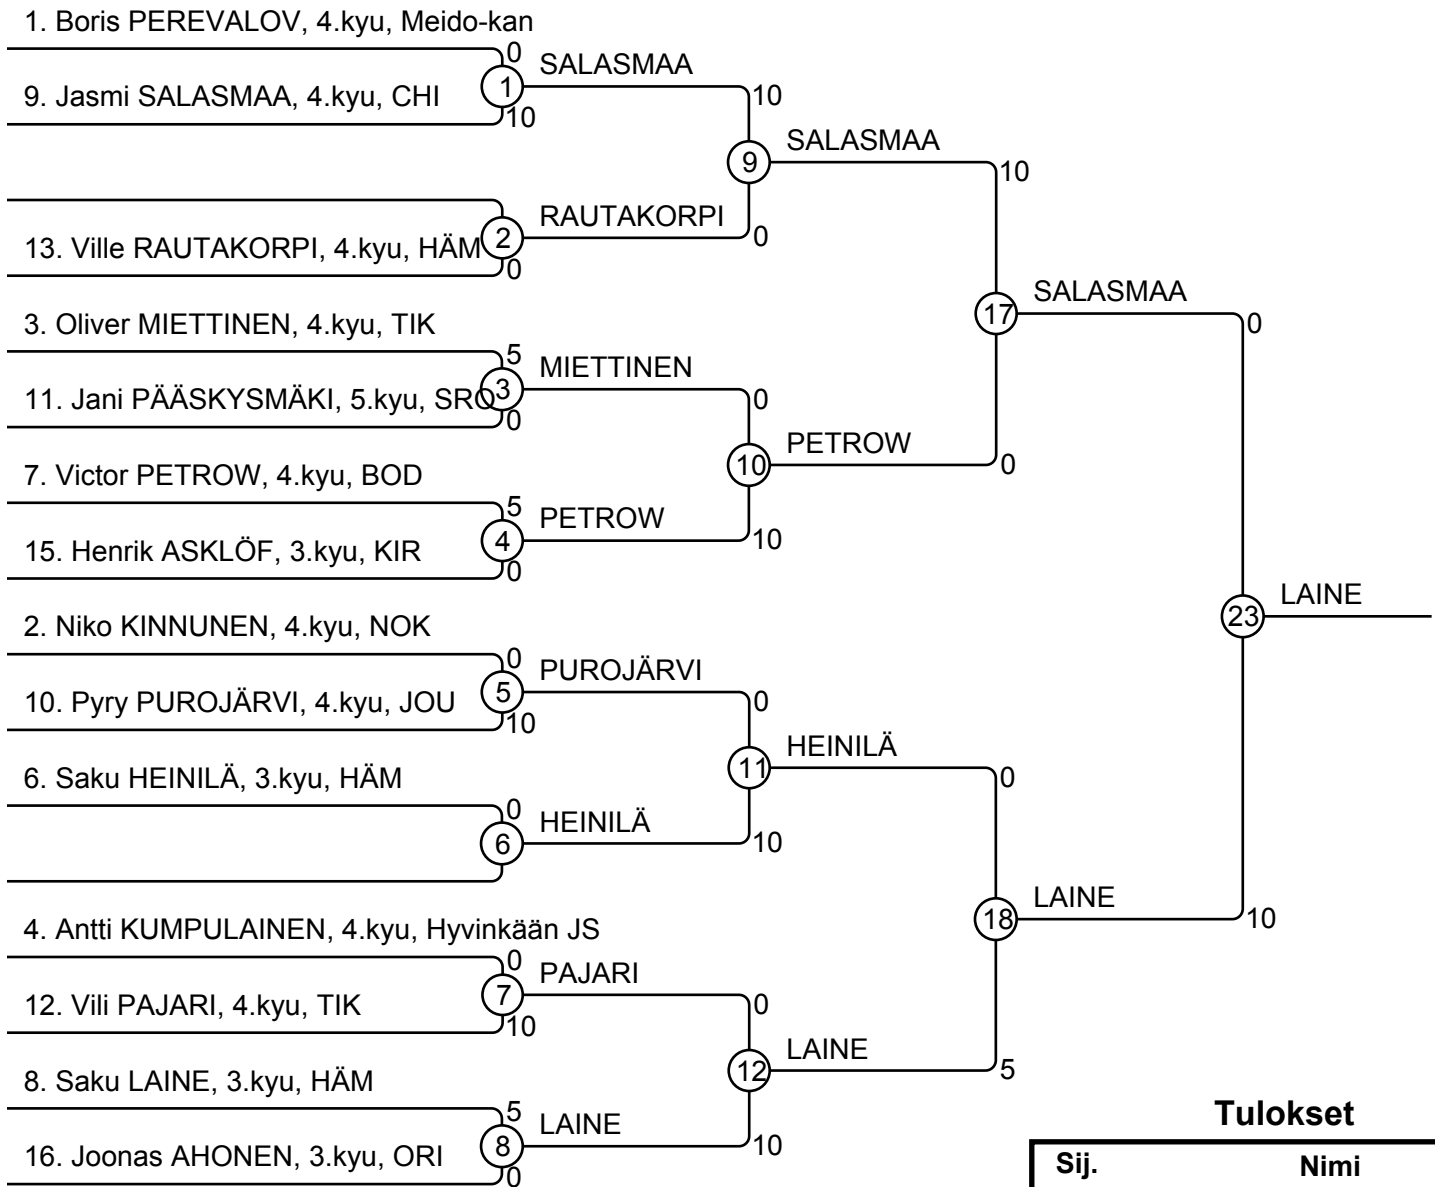 1. Boris PEREVALOV, 4.kyu, Meido-kan
0
1
SALASMAA
9. Jasmi SALASMAA, 4.kyu, CHI
10
10
9
SALASMAA
10
2
RAUTAKORPI
0
13. Ville RAUTAKORPI, 4.kyu, HÄM
0
17
SALASMAA
0
3. Oliver MIETTINEN, 4.kyu, TIK
5
3
MIETTINEN
0
11. Jani PÄÄSKYSMÄKI, 5.kyu, SRO
0
10
PETROW
0
7. Victor PETROW, 4.kyu, BOD
5
4
PETROW
10
15. Henrik ASKLÖF, 3.kyu, KIR
0
23
LAINE
2. Niko KINNUNEN, 4.kyu, NOK
0
5
PUROJÄRVI
0
10. Pyry PUROJÄRVI, 4.kyu, JOU
10
11
HEINILÄ
0
6. Saku HEINILÄ, 3.kyu, HÄM
0
6
HEINILÄ
10
18
LAINE
10
4. Antti KUMPULAINEN, 4.kyu, Hyvinkään JS
0
7
PAJARI
0
12. Vili PAJARI, 4.kyu, TIK
10
12
LAINE
5
8. Saku LAINE, 3.kyu, HÄM
5
8
LAINE
10
16. Joonas AHONEN, 3.kyu, ORI
0
Tulokset
Sij. Nimi